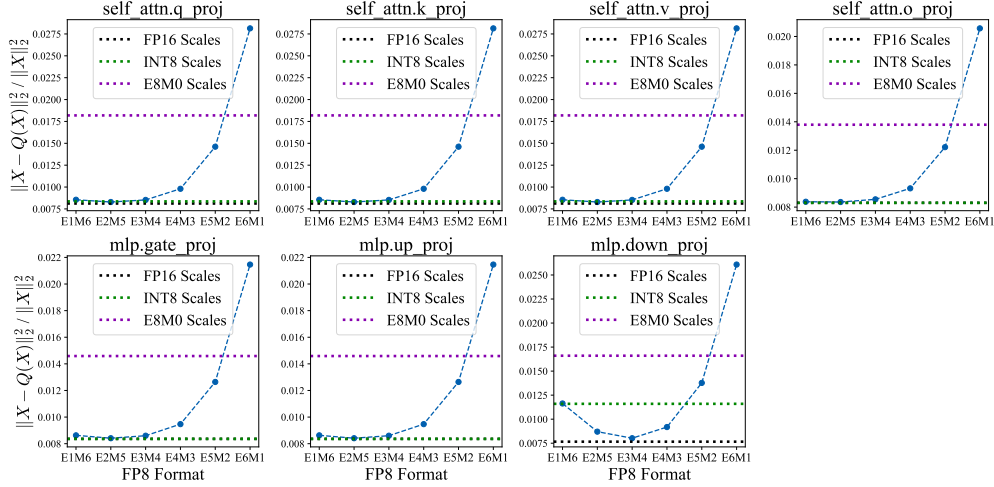 self_attn.q_proj
||X − Q(X)||₂² / ||X||₂²
0.0275
0.0250
0.0225
0.0200
0.0175
0.0150
0.0125
0.0100
0.0075
FP16 Scales
INT8 Scales
E8M0 Scales
E1M6 E2M5 E3M4 E4M3 E5M2 E6M1
self_attn.k_proj
0.0275
0.0250
0.0225
0.0200
0.0175
0.0150
0.0125
0.0100
0.0075
FP16 Scales
INT8 Scales
E8M0 Scales
E1M6 E2M5 E3M4 E4M3 E5M2 E6M1
self_attn.v_proj
0.0275
0.0250
0.0225
0.0200
0.0175
0.0150
0.0125
0.0100
0.0075
FP16 Scales
INT8 Scales
E8M0 Scales
E1M6 E2M5 E3M4 E4M3 E5M2 E6M1
self_attn.o_proj
0.020
0.018
0.016
0.014
0.012
0.010
0.008
FP16 Scales
INT8 Scales
E8M0 Scales
E1M6 E2M5 E3M4 E4M3 E5M2 E6M1
mlp.gate_proj
||X − Q(X)||₂² / ||X||₂²
0.022
0.020
0.018
0.016
0.014
0.012
0.010
0.008
FP16 Scales
INT8 Scales
E8M0 Scales
E1M6 E2M5 E3M4 E4M3 E5M2 E6M1
FP8 Format
mlp.up_proj
0.022
0.020
0.018
0.016
0.014
0.012
0.010
0.008
FP16 Scales
INT8 Scales
E8M0 Scales
E1M6 E2M5 E3M4 E4M3 E5M2 E6M1
FP8 Format
mlp.down_proj
0.0250
0.0225
0.0200
0.0175
0.0150
0.0125
0.0100
0.0075
FP16 Scales
INT8 Scales
E8M0 Scales
E1M6 E2M5 E3M4 E4M3 E5M2 E6M1
FP8 Format